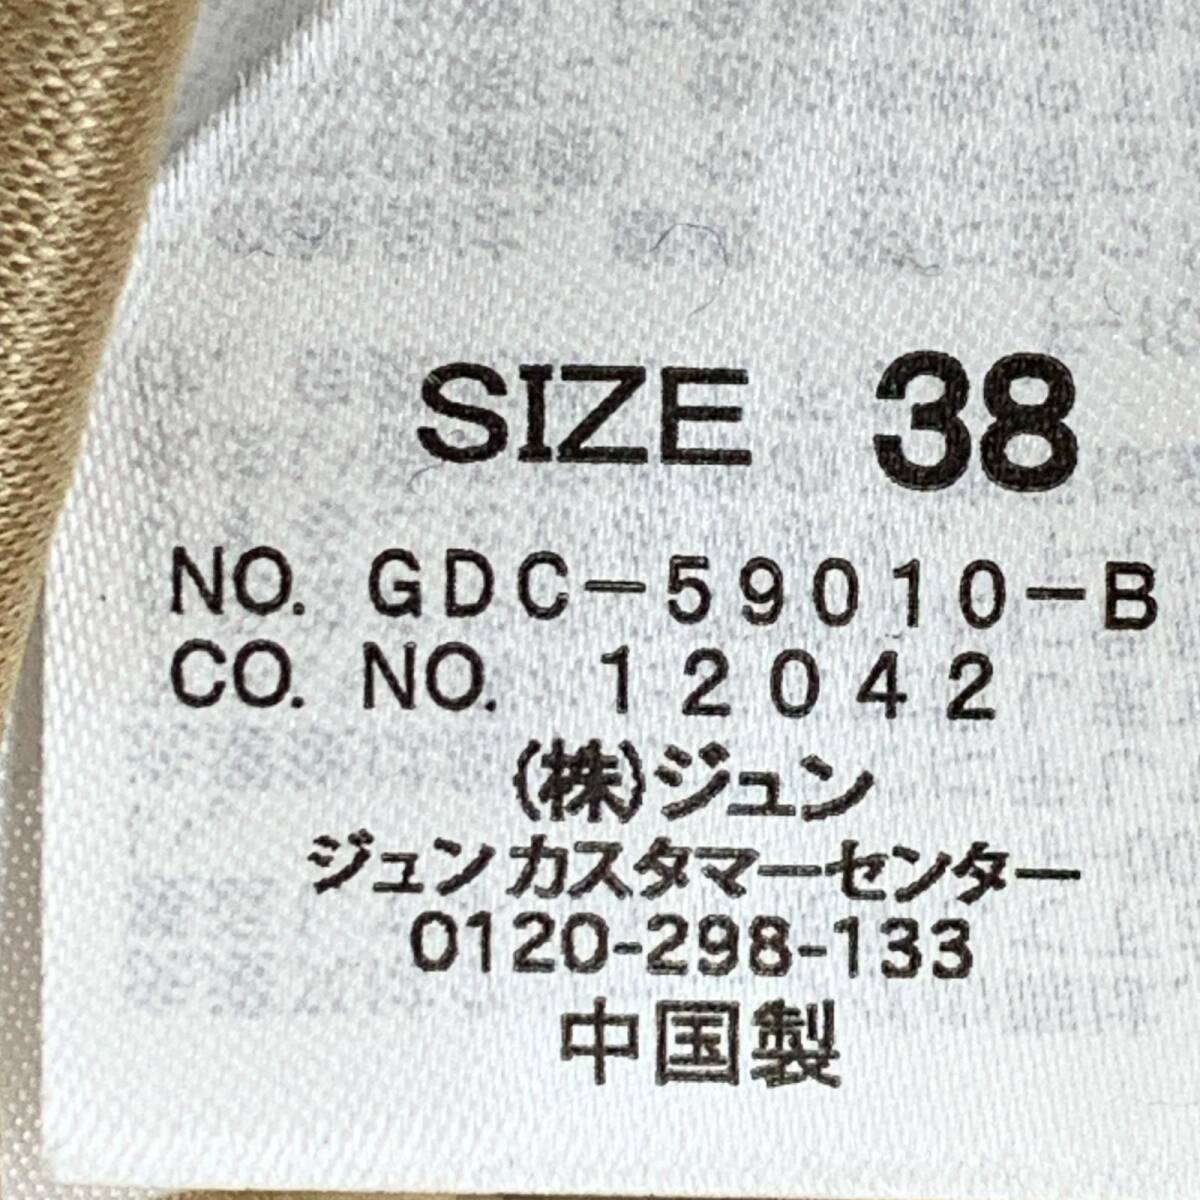 SIZE 38
NO. GDC-59010-B
CO. NO. 12042
(株)ジュン
ジュンカスタマーセンター
0120-298-133
中国製